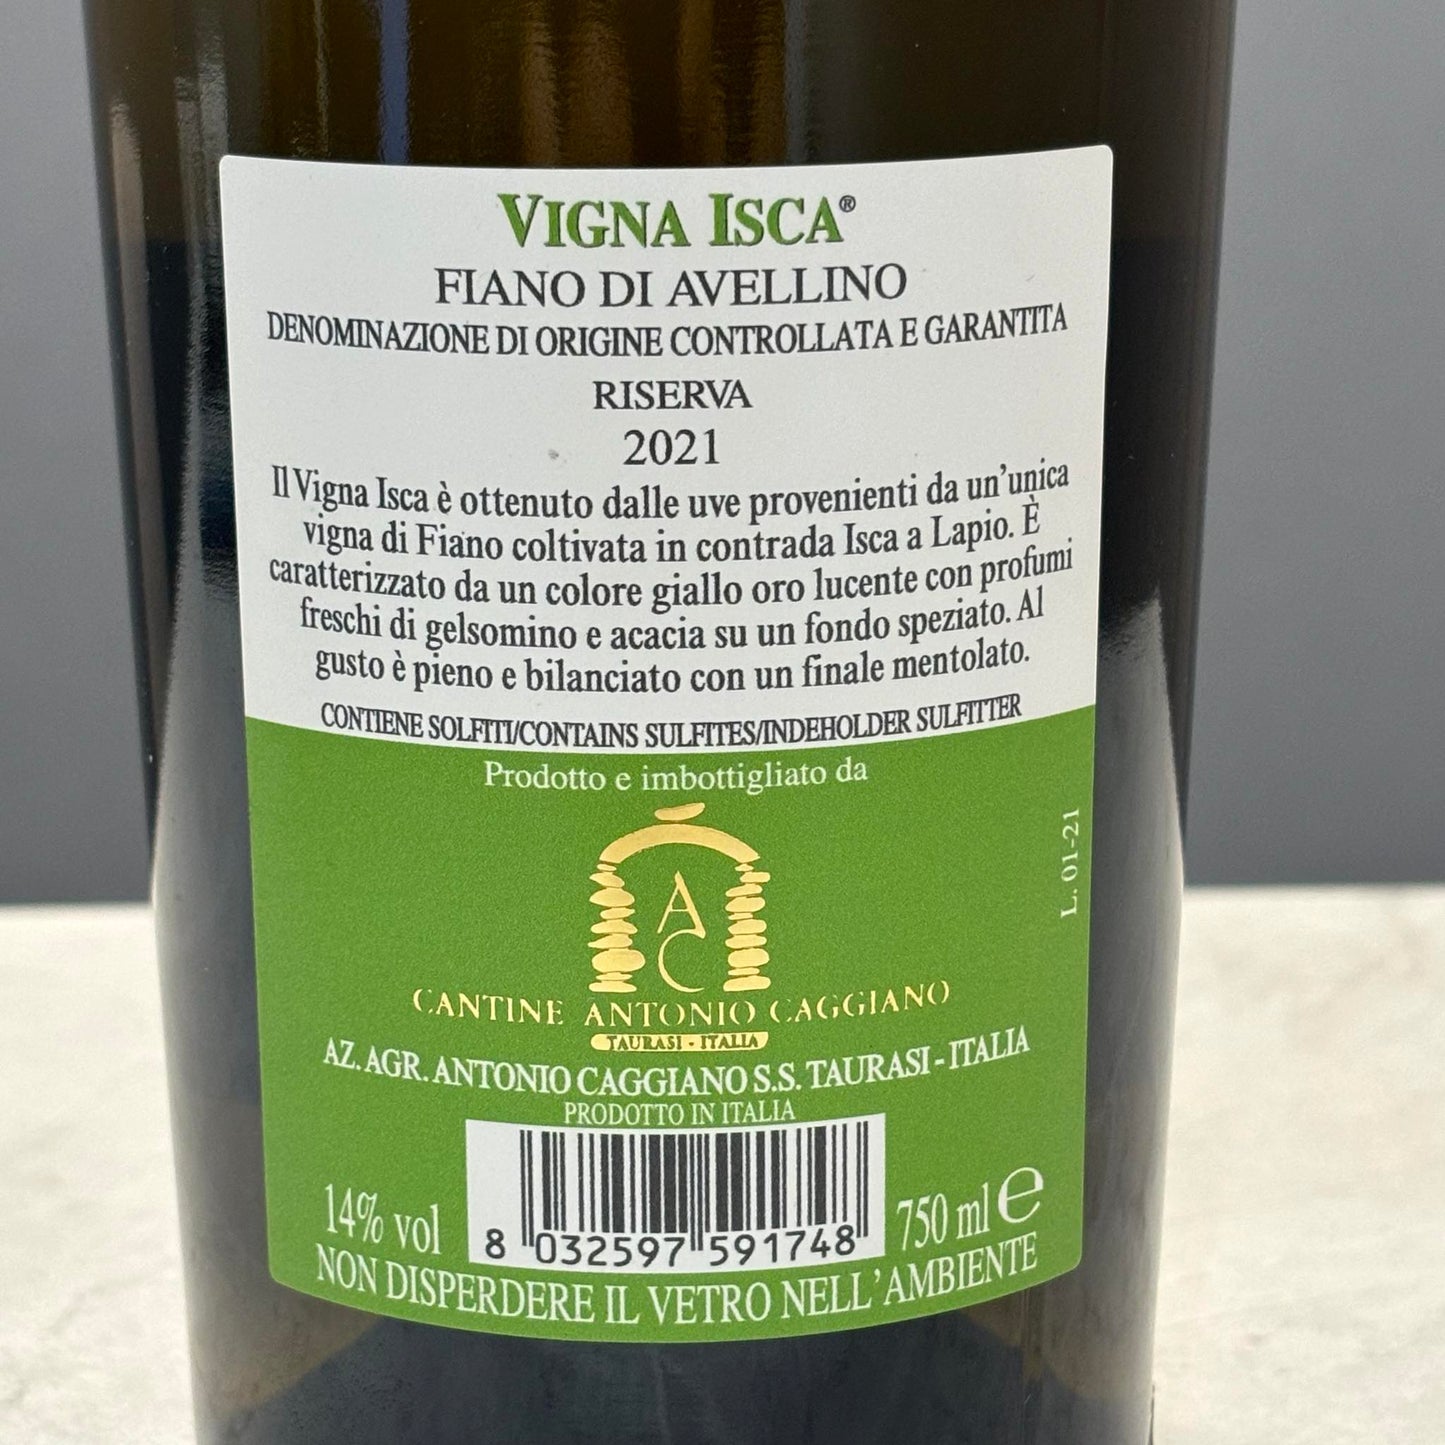 VIGNA ISCA®
FIANO DI AVELLINO
DENOMINAZIONE DI ORIGINE CONTROLLATA E GARANTITA
RISERVA
2021
Il Vigna Isca è ottenuto dalle uve provenienti da un'unica
vigna di Fiano coltivata in contrada Isca a Lapio. È
caratterizzato da un colore giallo oro lucente con profumi
freschi di gelsomino e acacia su un fondo speziato. Al
gusto è pieno e bilanciato con un finale mentolato.
CONTIENE SOLFITI/CONTAINS SULFITES/INDEHOLDER SULFITTER
Prodotto e imbottigliato da
L. 01-21
AC
CANTINE ANTONIO CAGGIANO
TAURASI - ITALIA
AZ. AGR. ANTONIO CAGGIANO S.S. TAURASI - ITALIA
PRODOTTO IN ITALIA
14% vol
8 032597 591748
750 ml e
NON DISPERDERE IL VETRO NELL'AMBIENTE